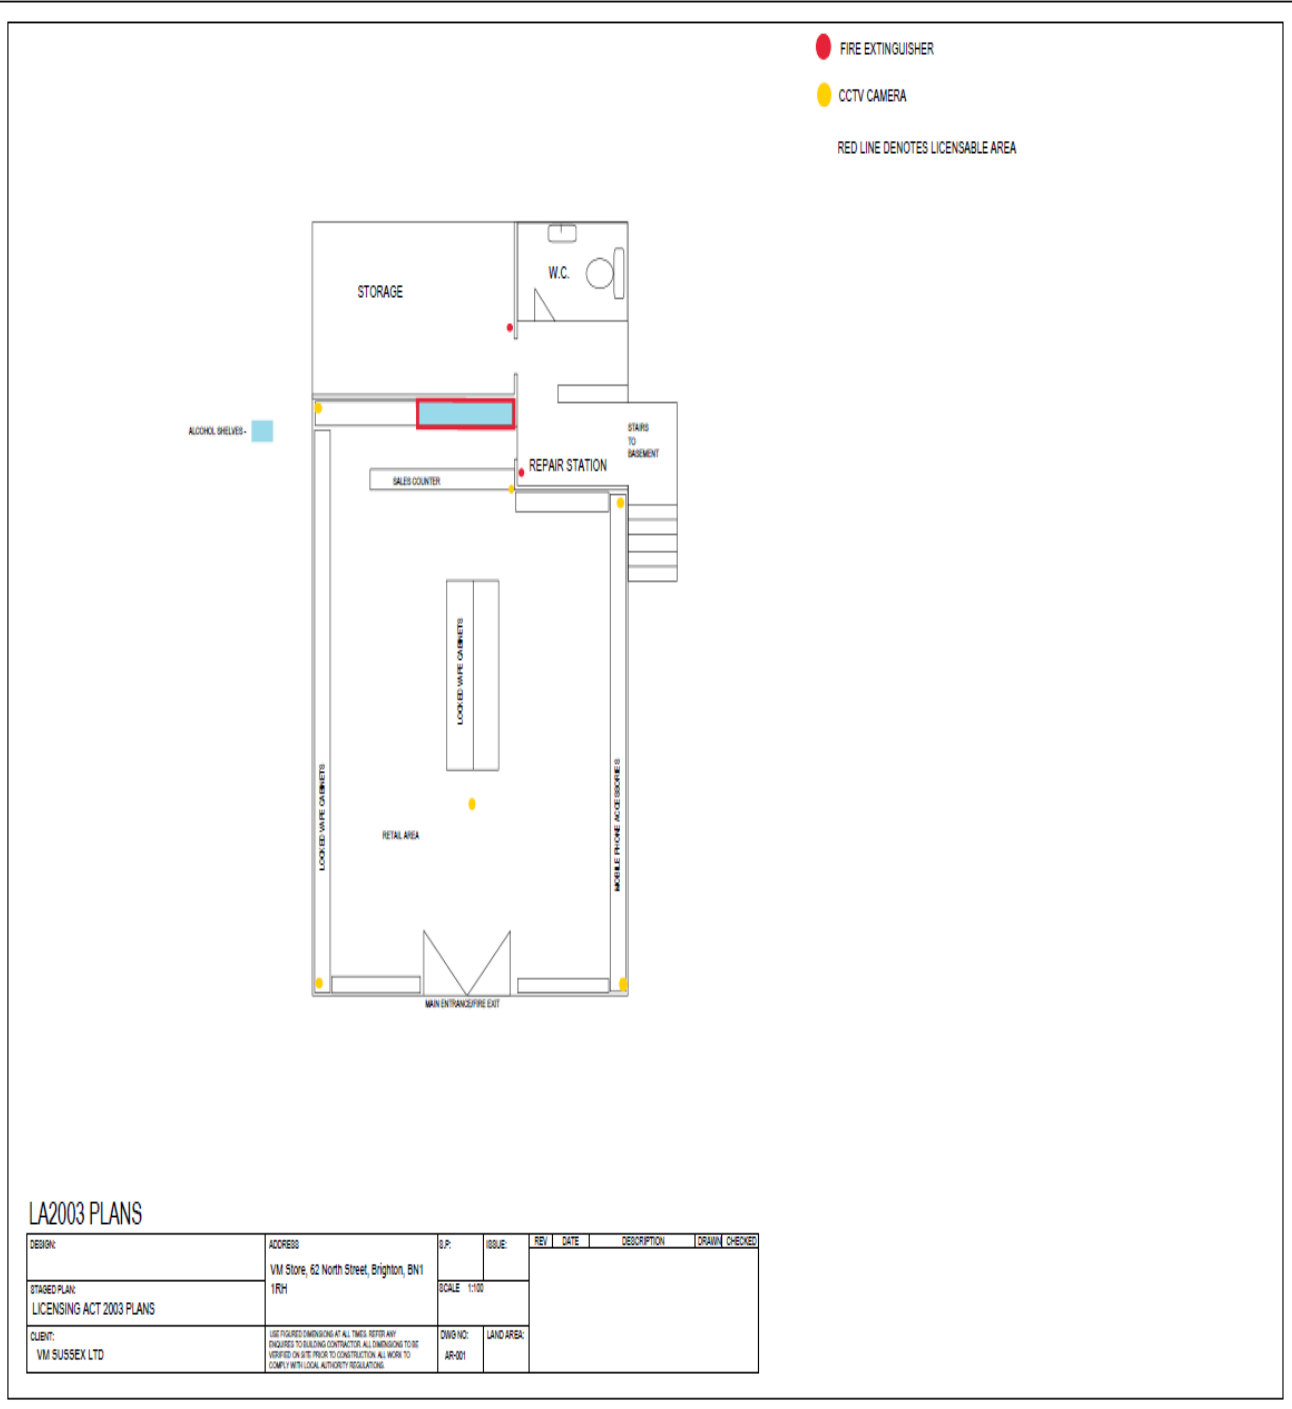 FIRE EXTINGUISHER
CCTV CAMERA
RED LINE DENOTES LICENSABLE AREA
W.C.
STORAGE
ALCOHOL SHELVES -
STAIRS
TO
BASEMENT
REPAIR STATION
SALES COUNTER
LOCKED VAPE CABINETS
LOCKED VAPE CABINETS
MOBILE PHONE ACCESSORIES
RETAIL AREA
MAIN ENTRANCE/FIRE EXIT
LA2003 PLANS
DESIGN:
STAGED PLAN:
LICENSING ACT 2003 PLANS
CLIENT:
VM SUSSEX LTD
ADDRESS
VM Store, 62 North Street, Brighton, BN1
1RH
USE FIGURED DIMENSIONS AT ALL TIMES. REFER ANY
ENQUIRES TO BUILDING CONTRACTOR. ALL DIMENSIONS TO BE
VERIFIED ON SITE PRIOR TO CONSTRUCTION. ALL WORK TO
COMPLY WITH LOCAL AUTHORITY REGULATIONS.
S.P:
ISSUE:
SCALE 1:100
DWG NO:
AR-001
LAND AREA:
REV DATE DESCRIPTION DRAWN CHECKED